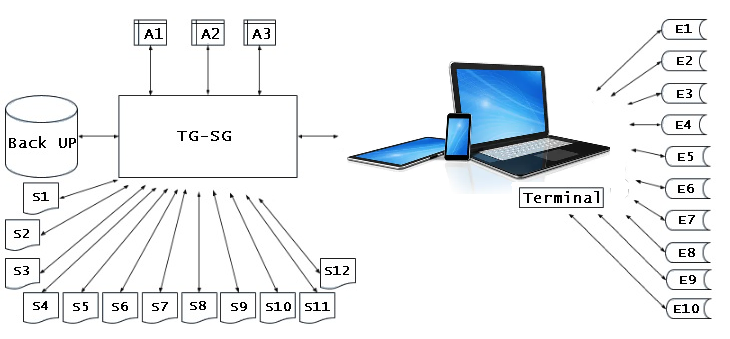 A1 A2 A3
Back UP
TG-SG
Terminal
S1
S2
S3
S4 S5 S6 S7 S8 S9 S10 S11
S12
E1
E2
E3
E4
E5
E6
E7
E8
E9
E10